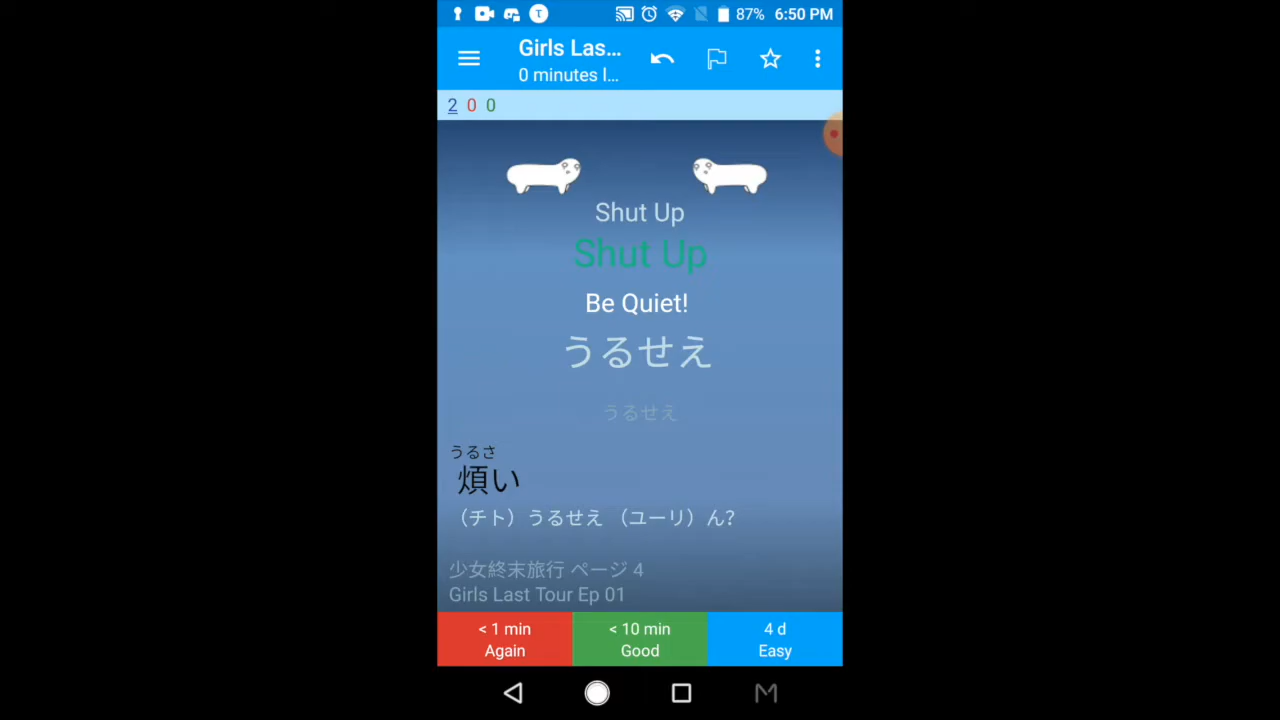 87% 6:50 PM
Girls Las...
0 minutes l...
2 0 0
Shut Up
Shut Up
Be Quiet!
うるせえ
うるせえ
うるさ
煩い
（チト）うるせえ （ユーリ）ん?
少女終末旅行 ページ 4
Girls Last Tour Ep 01
< 1 min
Again
< 10 min
Good
4 d
Easy